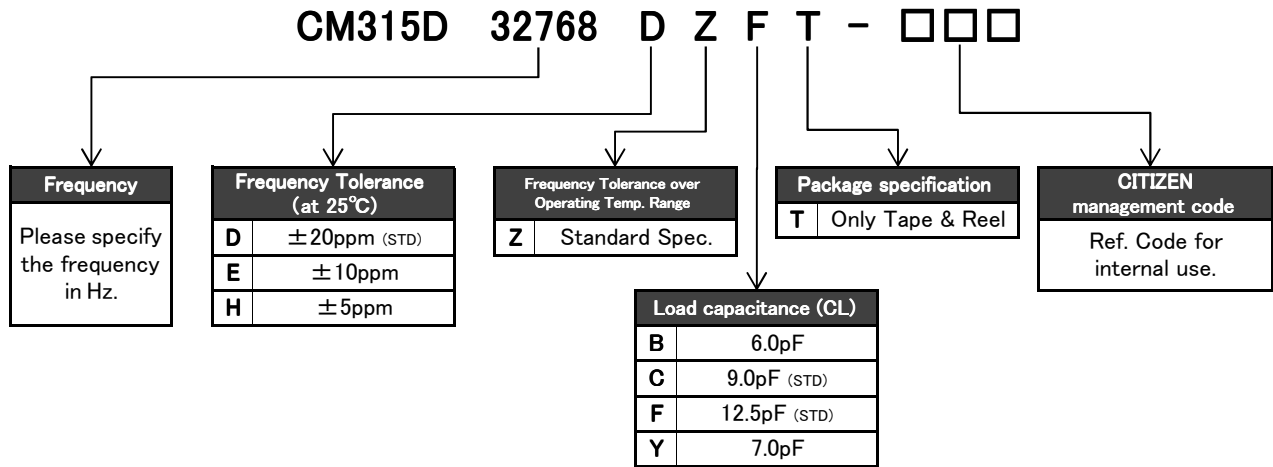 CM315D 32768 D Z F T - □□□
Frequency
Please specify
the frequency
in Hz.
Frequency Tolerance
(at 25℃)
D ±20ppm (STD)
E ±10ppm
H ±5ppm
Frequency Tolerance over
Operating Temp. Range
Z Standard Spec.
Load capacitance (CL)
B 6.0pF
C 9.0pF (STD)
F 12.5pF (STD)
Y 7.0pF
Package specification
T Only Tape & Reel
CITIZEN
management code
Ref. Code for
internal use.